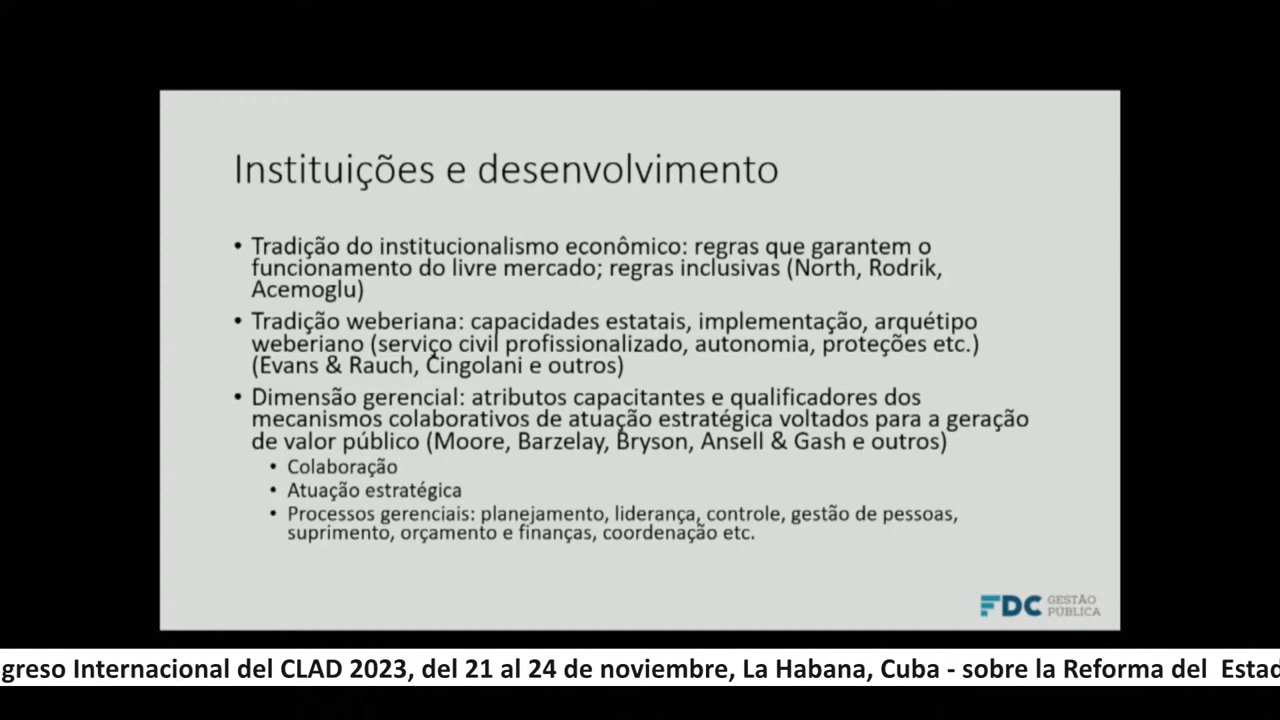 Instituições e desenvolvimento
• Tradição do institucionalismo econômico: regras que garantem o
funcionamento do livre mercado; regras inclusivas (North, Rodrik,
Acemoglu)
• Tradição weberiana: capacidades estatais, implementação, arquétipo
weberiano (serviço civil profissionalizado, autonomia, proteções etc.)
(Evans & Rauch, Cingolani e outros)
• Dimensão gerencial: atributos capacitantes e qualificadores dos
mecanismos colaborativos de atuação estratégica voltados para a geração
de valor público (Moore, Barzelay, Bryson, Ansell & Gash e outros)
• Colaboração
• Atuação estratégica
• Processos gerenciais: planejamento, liderança, controle, gestão de pessoas,
suprimento, orçamento e finanças, coordenação etc.
FDC GESTÃO
PÚBLICA
greso Internacional del CLAD 2023, del 21 al 24 de noviembre, La Habana, Cuba - sobre la Reforma del Estad